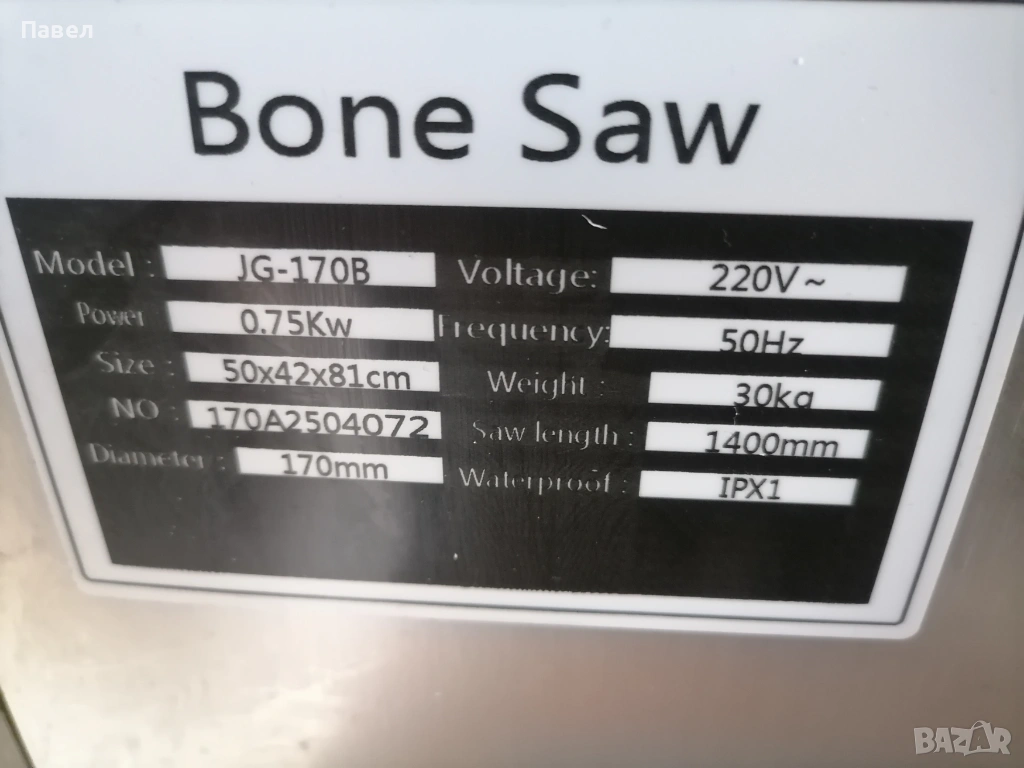 Павел
Bone Saw
Model : JG-170B Voltage: 220V~
Power 0.75Kw Frequency: 50Hz
Size : 50x42x81cm Weight : 30kg
NO : 170A2504072 Saw length : 1400mm
Diameter : 170mm Waterproof : IPX1
BAZAR